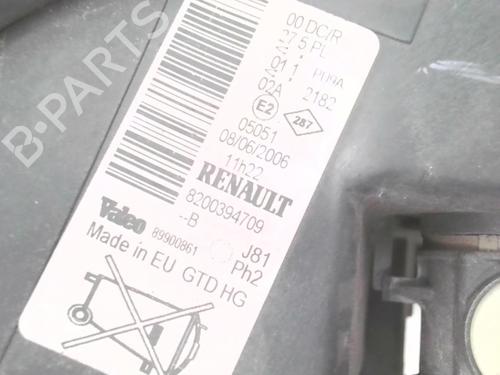 00 DC/R
27.5 PL
01 1
02A 2182
E2
287
05051
08/06/2006
11h22
RENAULT
8200394709
--B
Valeo
89900861
J81
Ph2
Made in EU GTD HG
B-PARTS